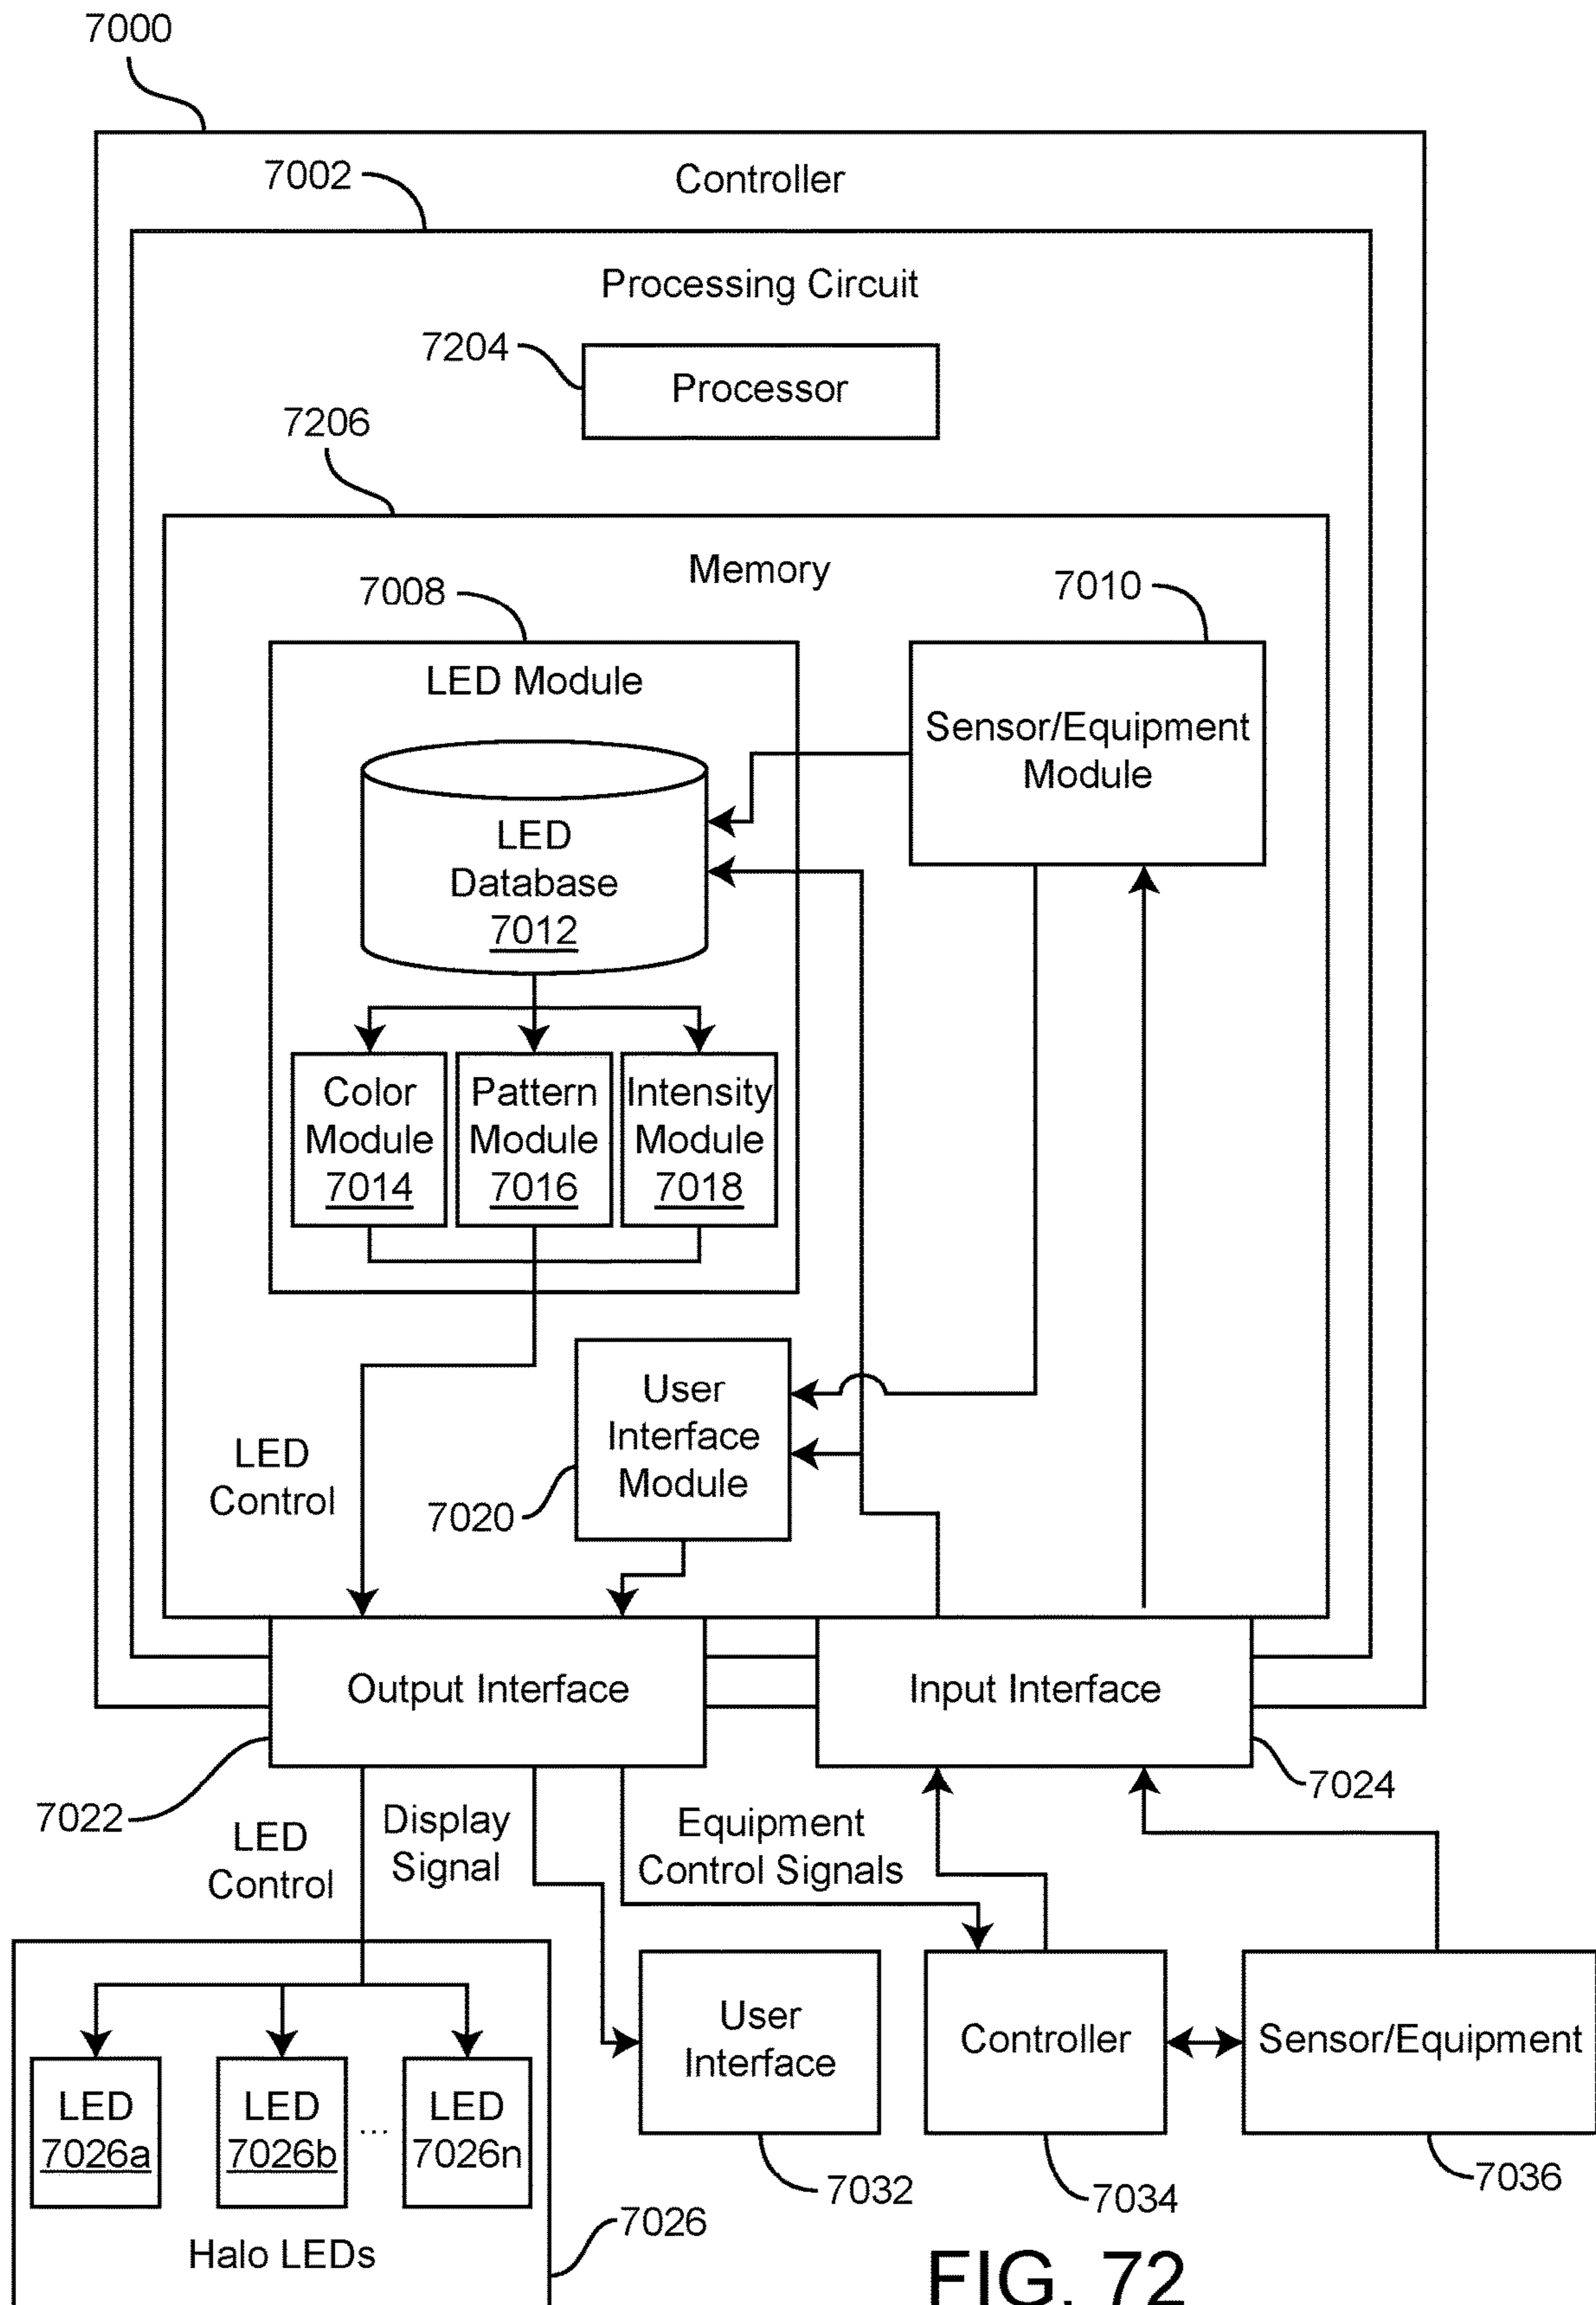 7000
Controller
7002
Processing Circuit
7204
Processor
7206
Memory
7008
7010
LED Module
Sensor/Equipment
Module
LED
Database
7012
Color
Module
7014
Pattern
Module
7016
Intensity
Module
7018
User
Interface
Module
7020
LED
Control
Output Interface
Input Interface
7022
7024
LED
Control
Display
Signal
Equipment
Control Signals
LED
7026a
LED
7026b
...
LED
7026n
Halo LEDs
7026
User
Interface
7032
Controller
7034
Sensor/Equipment
7036
FIG. 72